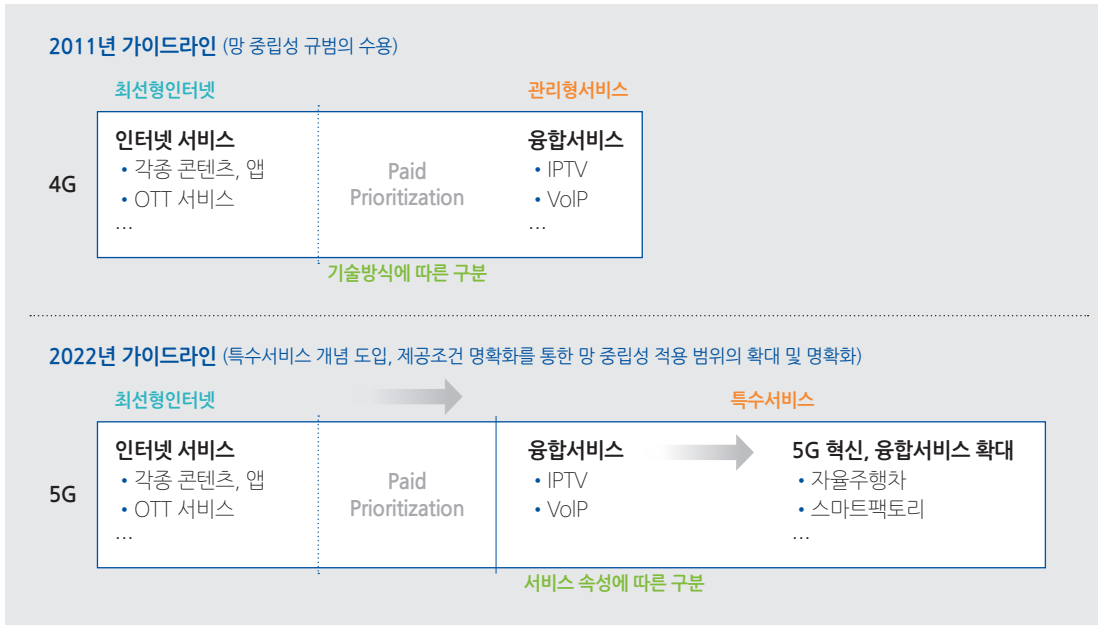 2011년 가이드라인 (망 중립성 규범의 수용)
최선형인터넷 관리형서비스
4G
인터넷 서비스
• 각종 콘텐츠, 앱
• OTT 서비스
…
Paid
Prioritization
융합서비스
• IPTV
• VoIP
…
기술방식에 따른 구분
2022년 가이드라인 (특수서비스 개념 도입, 제공조건 명확화를 통한 망 중립성 적용 범위의 확대 및 명확화)
최선형인터넷 특수서비스
5G
인터넷 서비스
• 각종 콘텐츠, 앱
• OTT 서비스
…
Paid
Prioritization
융합서비스
• IPTV
• VoIP
5G 혁신, 융합서비스 확대
• 자율주행차
• 스마트팩토리
…
서비스 속성에 따른 구분